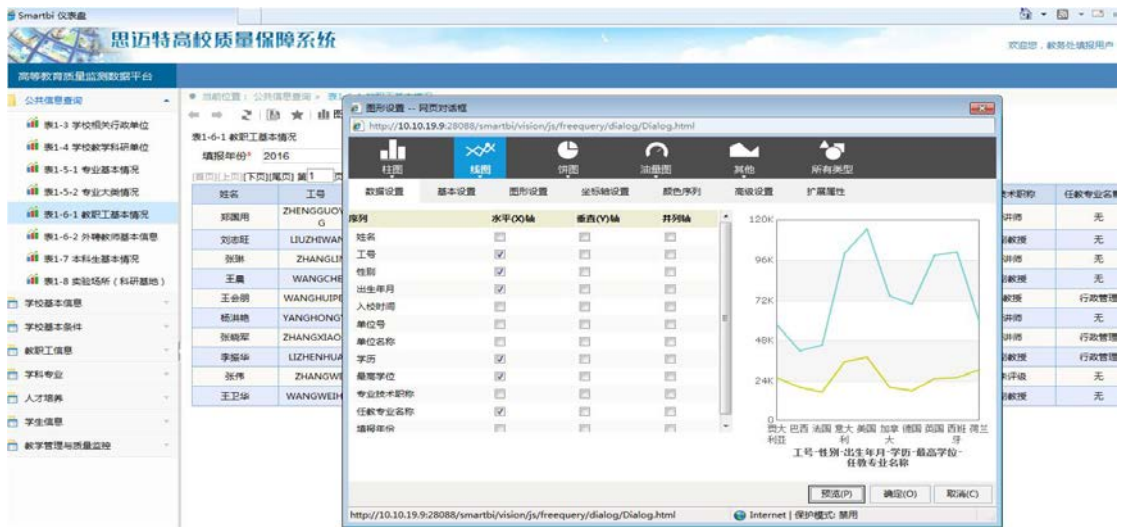 Smartbi 仪表盘
思迈特高校质量保障系统
欢迎您，教务处填报用户
高等教育质量监测数据平台
公共信息查询
表1-3 学校相关行政单位
表1-4 学校教学科研单位
表1-5-1 专业基本情况
表1-5-2 专业大类情况
表1-6-1 教职工基本情况
表1-6-2 外聘教师基本信息
表1-7 本科生基本情况
表1-8 实验场所（科研基地）
学校基本信息
学校基本条件
教职工信息
学科专业
人才培养
学生信息
教学管理与质量监控
当前位置：公共信息查询
表1-6-1 教职工基本情况
填报年份* 2016
[首页][上页][下页][尾页] 第1 页
姓名 工号 技术职称 任教专业名称
郑国用 ZHENGGUO G 讲师 无
刘志旺 LIUZHIWAN 副教授 无
张琳 ZHANGLI 讲师 无
王晨 WANGCHE 副教授 无
王会朋 WANGHUIPE 教授 行政管理
杨洪艳 YANGHONG 讲师 无
张晓军 ZHANGXIAO 讲师 行政管理
李振华 LIZHENHUA 副教授 行政管理
张伟 ZHANGWE 未评级 无
王卫华 WANGWEIH 副教授 无
图形设置 -- 网页对话框
http://10.10.19.9:28088/smartbi/vision/js/freequery/dialog/Dialog.html
柱图 线图 饼图 油量图 其他 所有类型
数据设置 基本设置 图形设置 坐标轴设置 颜色序列 高级设置 扩展属性
序列 水平(X)轴 垂直(Y)轴 并列轴
姓名
工号
性别
出生年月
入校时间
单位号
单位名称
学历
最高学位
专业技术职称
任教专业名称
填报年份
120K
96K
72K
48K
24K
0
澳大利亚 巴西 法国 意大利 美国 加拿大 德国 英国 西班牙 荷兰
工号-性别-出生年月-学历-最高学位-
任教专业名称
预览(P) 确定(O) 取消(C)
http://10.10.19.9:28088/smartbi/vision/js/freequery/dialog/Dialog.html
Internet | 保护模式: 禁用